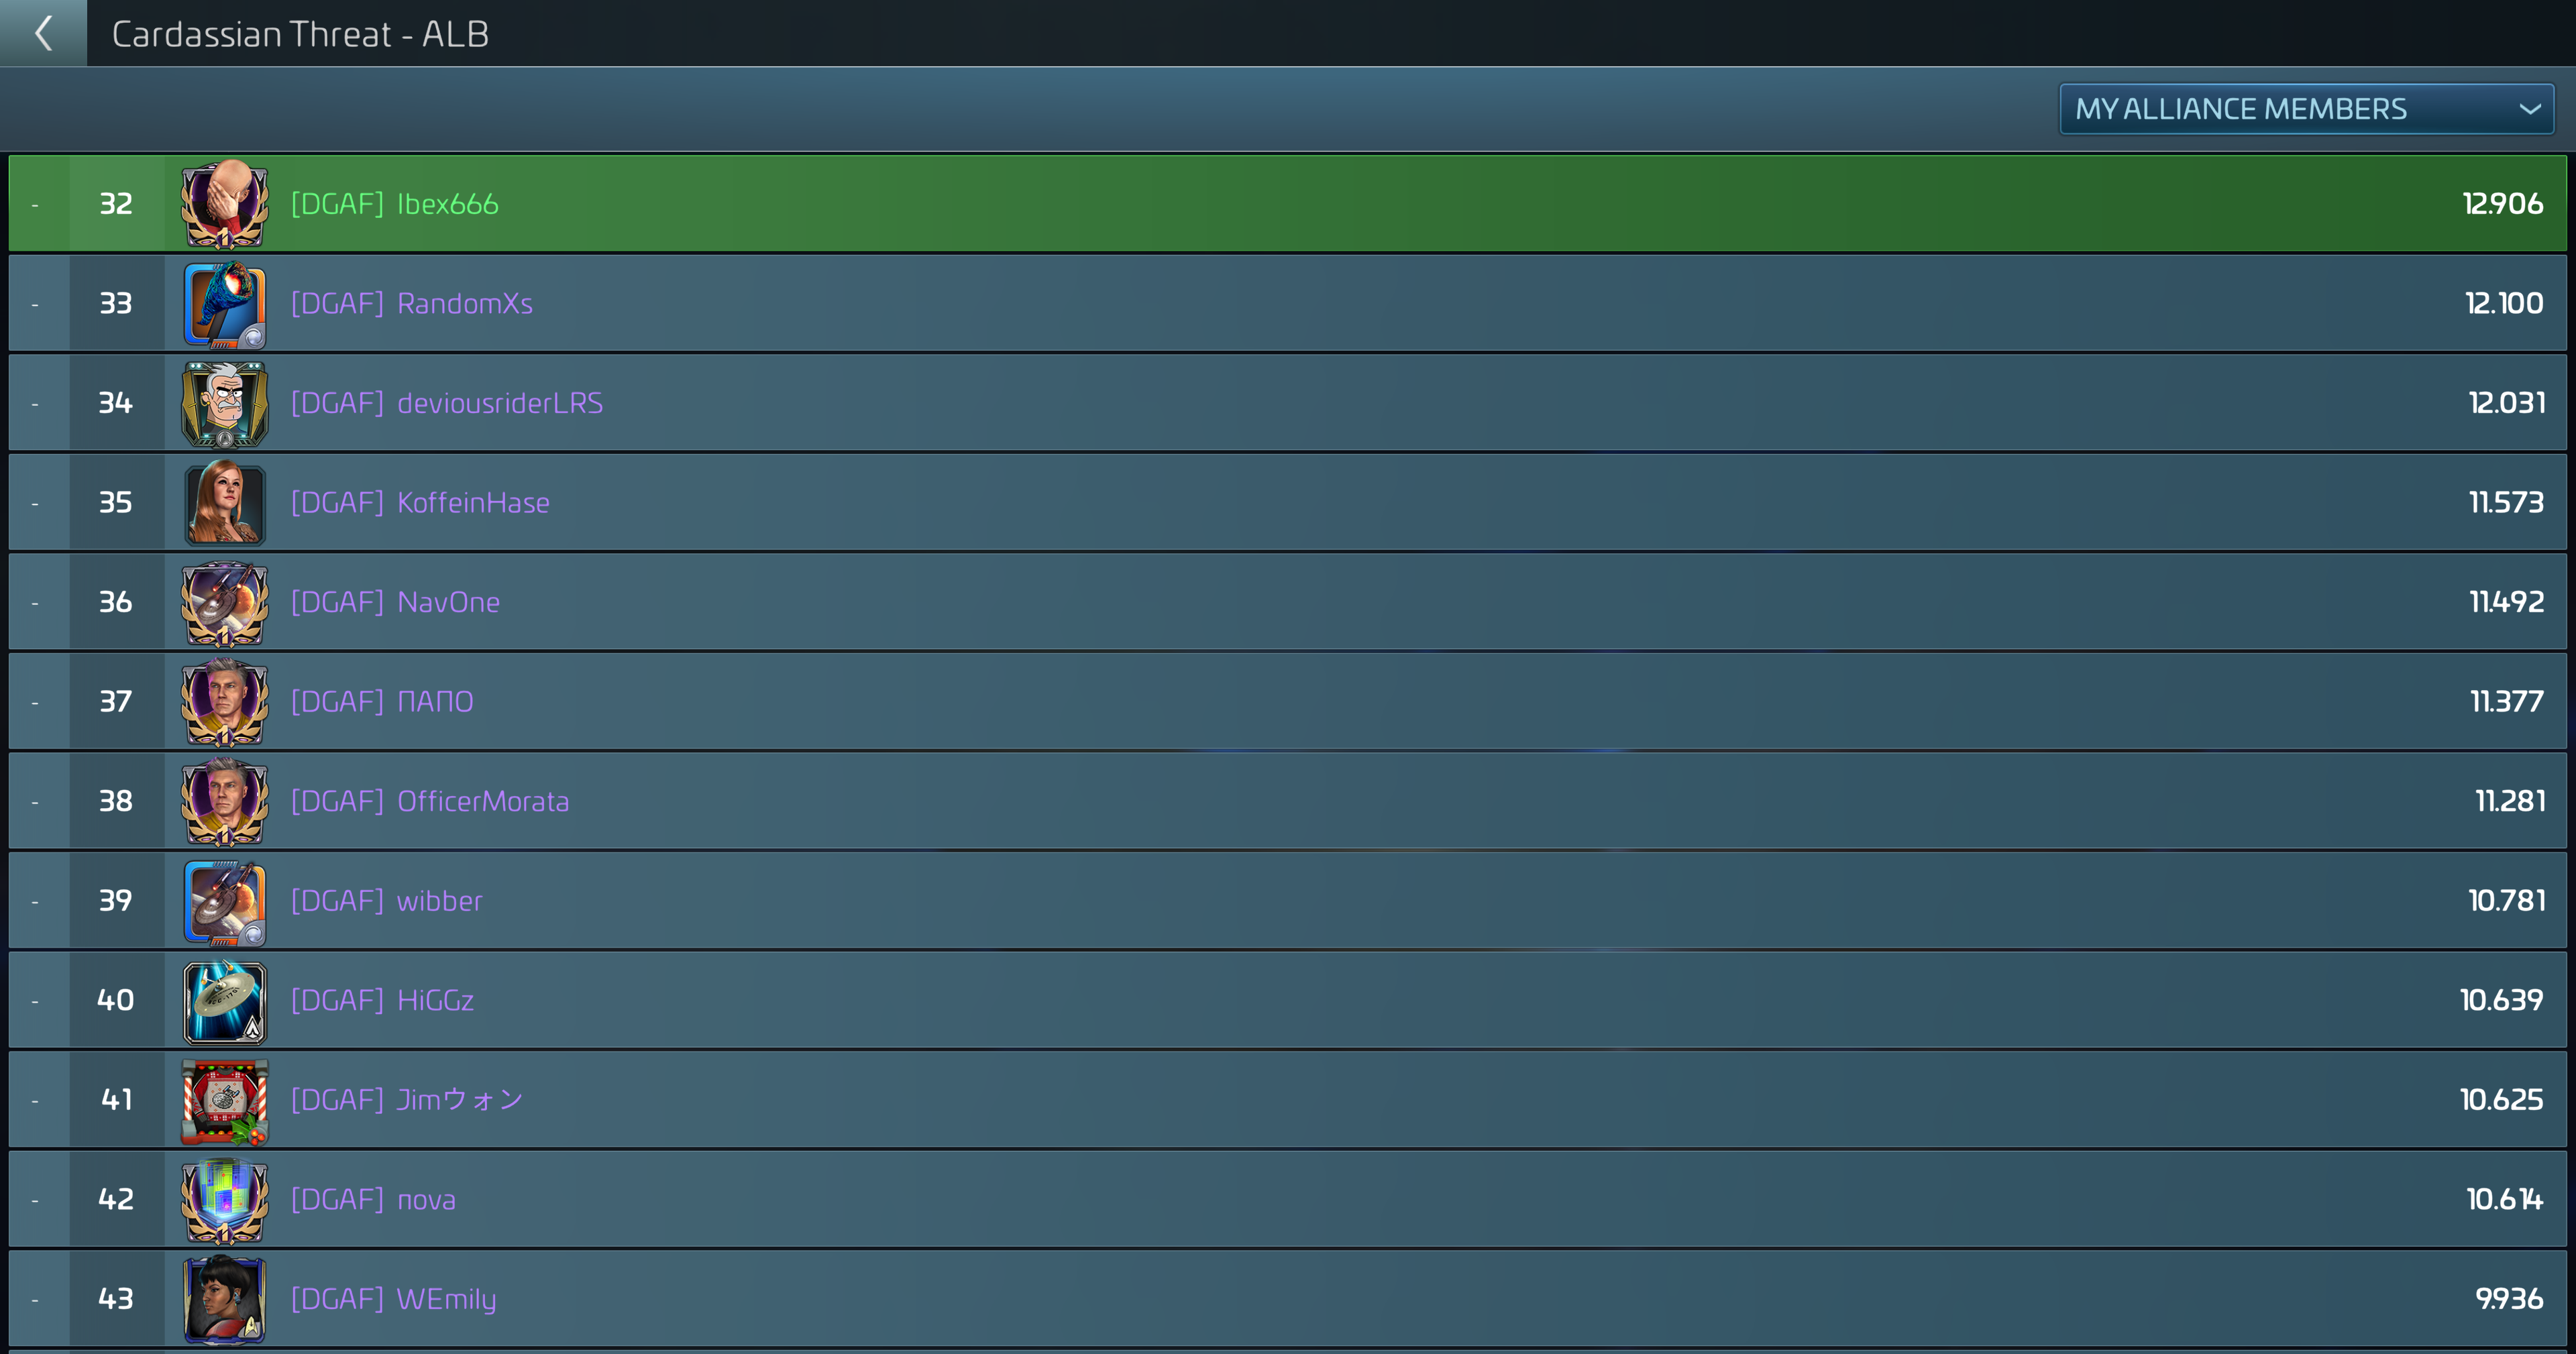 Cardassian Threat - ALB
MY ALLIANCE MEMBERS
- 32 [DGAF] Ibex666 12.906
- 33 [DGAF] RandomXs 12.100
- 34 [DGAF] deviousriderLRS 12.031
- 35 [DGAF] KoffeinHase 11.573
- 36 [DGAF] NavOne 11.492
- 37 [DGAF] ПАПО 11.377
- 38 [DGAF] OfficerMorata 11.281
- 39 [DGAF] wibber 10.781
- 40 [DGAF] HiGGz 10.639
- 41 [DGAF] Jimウォン 10.625
- 42 [DGAF] nova 10.614
- 43 [DGAF] WEmily 9.936